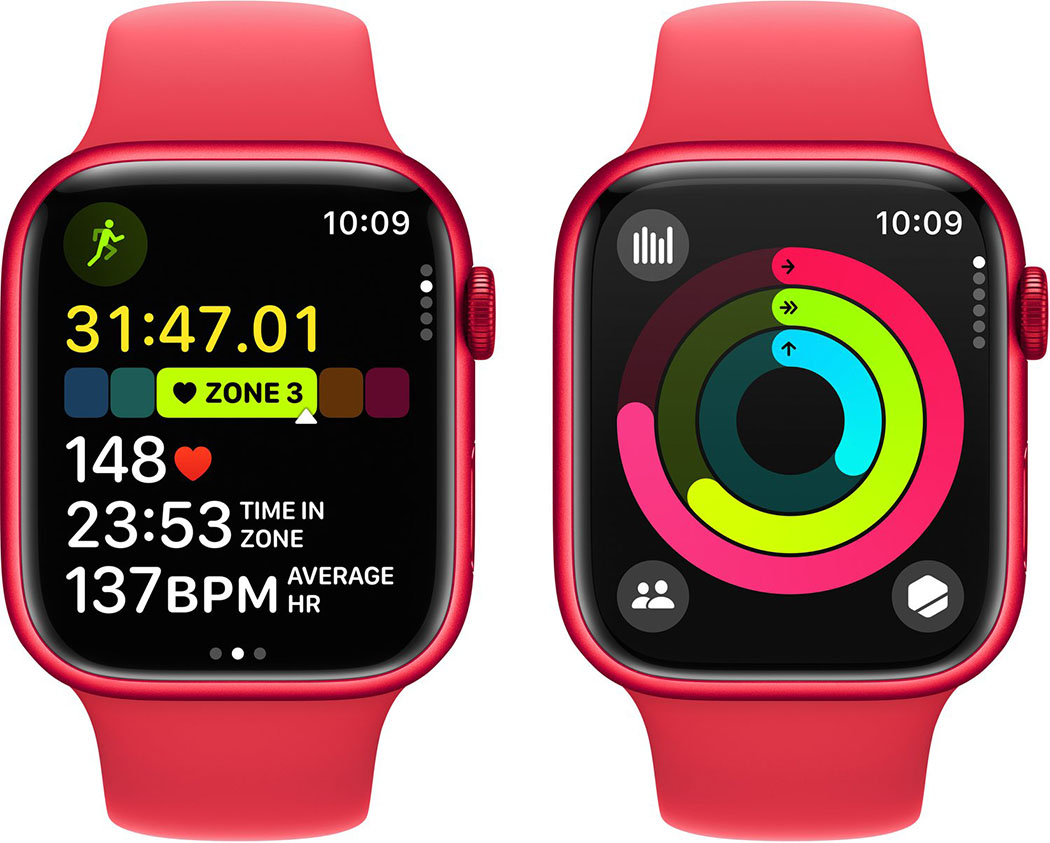 10:09
31:47.01
ZONE 3
148
23:53 TIME IN
ZONE
137BPM AVERAGE
HR
10:09